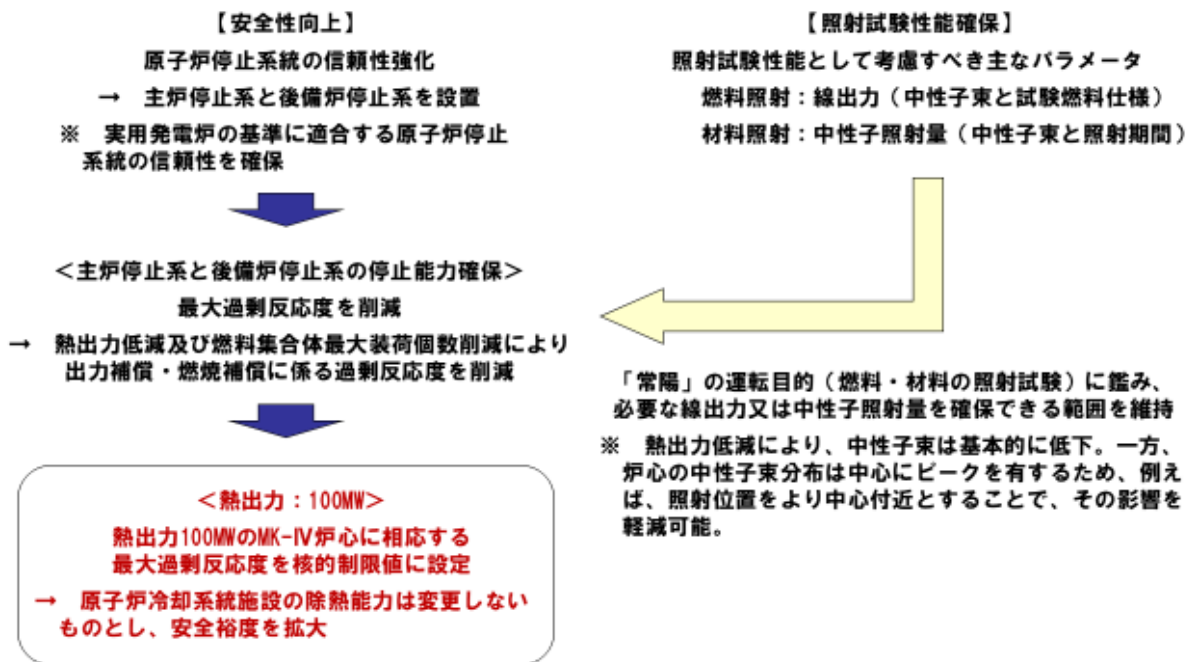 【安全性向上】
原子炉停止系統の信頼性強化
→ 主炉停止系と後備炉停止系を設置
※ 実用発電炉の基準に適合する原子炉停止
系統の信頼性を確保
＜主炉停止系と後備炉停止系の停止能力確保＞
最大過剰反応度を削減
→ 熱出力低減及び燃料集合体最大装荷個数削減により
出力補償・燃焼補償に係る過剰反応度を削減
＜熱出力：100MW＞
熱出力100MWのMK-Ⅳ炉心に相応する
最大過剰反応度を核的制限値に設定
→ 原子炉冷却系統施設の除熱能力は変更しない
ものとし、安全裕度を拡大
【照射試験性能確保】
照射試験性能として考慮すべき主なパラメータ
燃料照射：線出力（中性子束と試験燃料仕様）
材料照射：中性子照射量（中性子束と照射期間）
「常陽」の運転目的（燃料・材料の照射試験）に鑑み、
必要な線出力又は中性子照射量を確保できる範囲を維持
※ 熱出力低減により、中性子束は基本的に低下。一方、
炉心の中性子束分布は中心にピークを有するため、例え
ば、照射位置をより中心付近とすることで、その影響を
軽減可能。